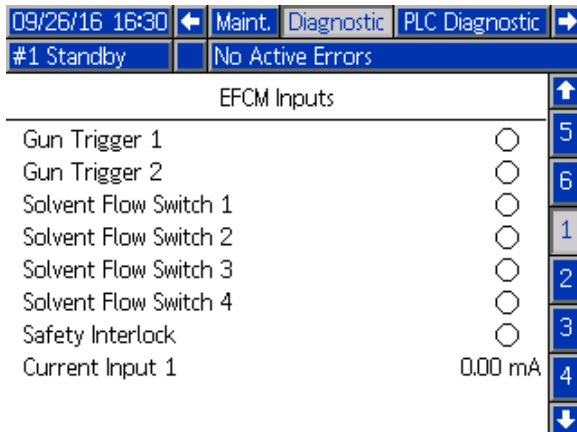 09/26/16 16:30 Maint. Diagnostic PLC Diagnostic
#1 Standby No Active Errors
EFCM Inputs
Gun Trigger 1
Gun Trigger 2
Solvent Flow Switch 1
Solvent Flow Switch 2
Solvent Flow Switch 3
Solvent Flow Switch 4
Safety Interlock
Current Input 1 0.00 mA
5
6
1
2
3
4